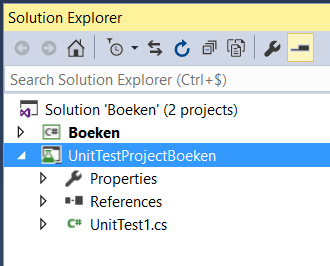 Solution Explorer
Search Solution Explorer (Ctrl+$)
Solution 'Boeken' (2 projects)
C# Boeken
UnitTestProjectBoeken
Properties
References
C# UnitTest1.cs